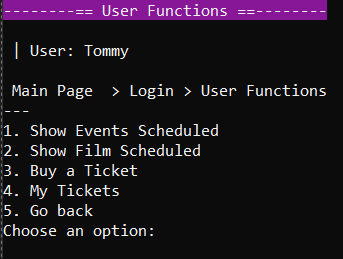 --------== User Functions ==--------
| User: Tommy
Main Page  > Login > User Functions
---
1. Show Events Scheduled
2. Show Film Scheduled
3. Buy a Ticket
4. My Tickets
5. Go back
Choose an option: